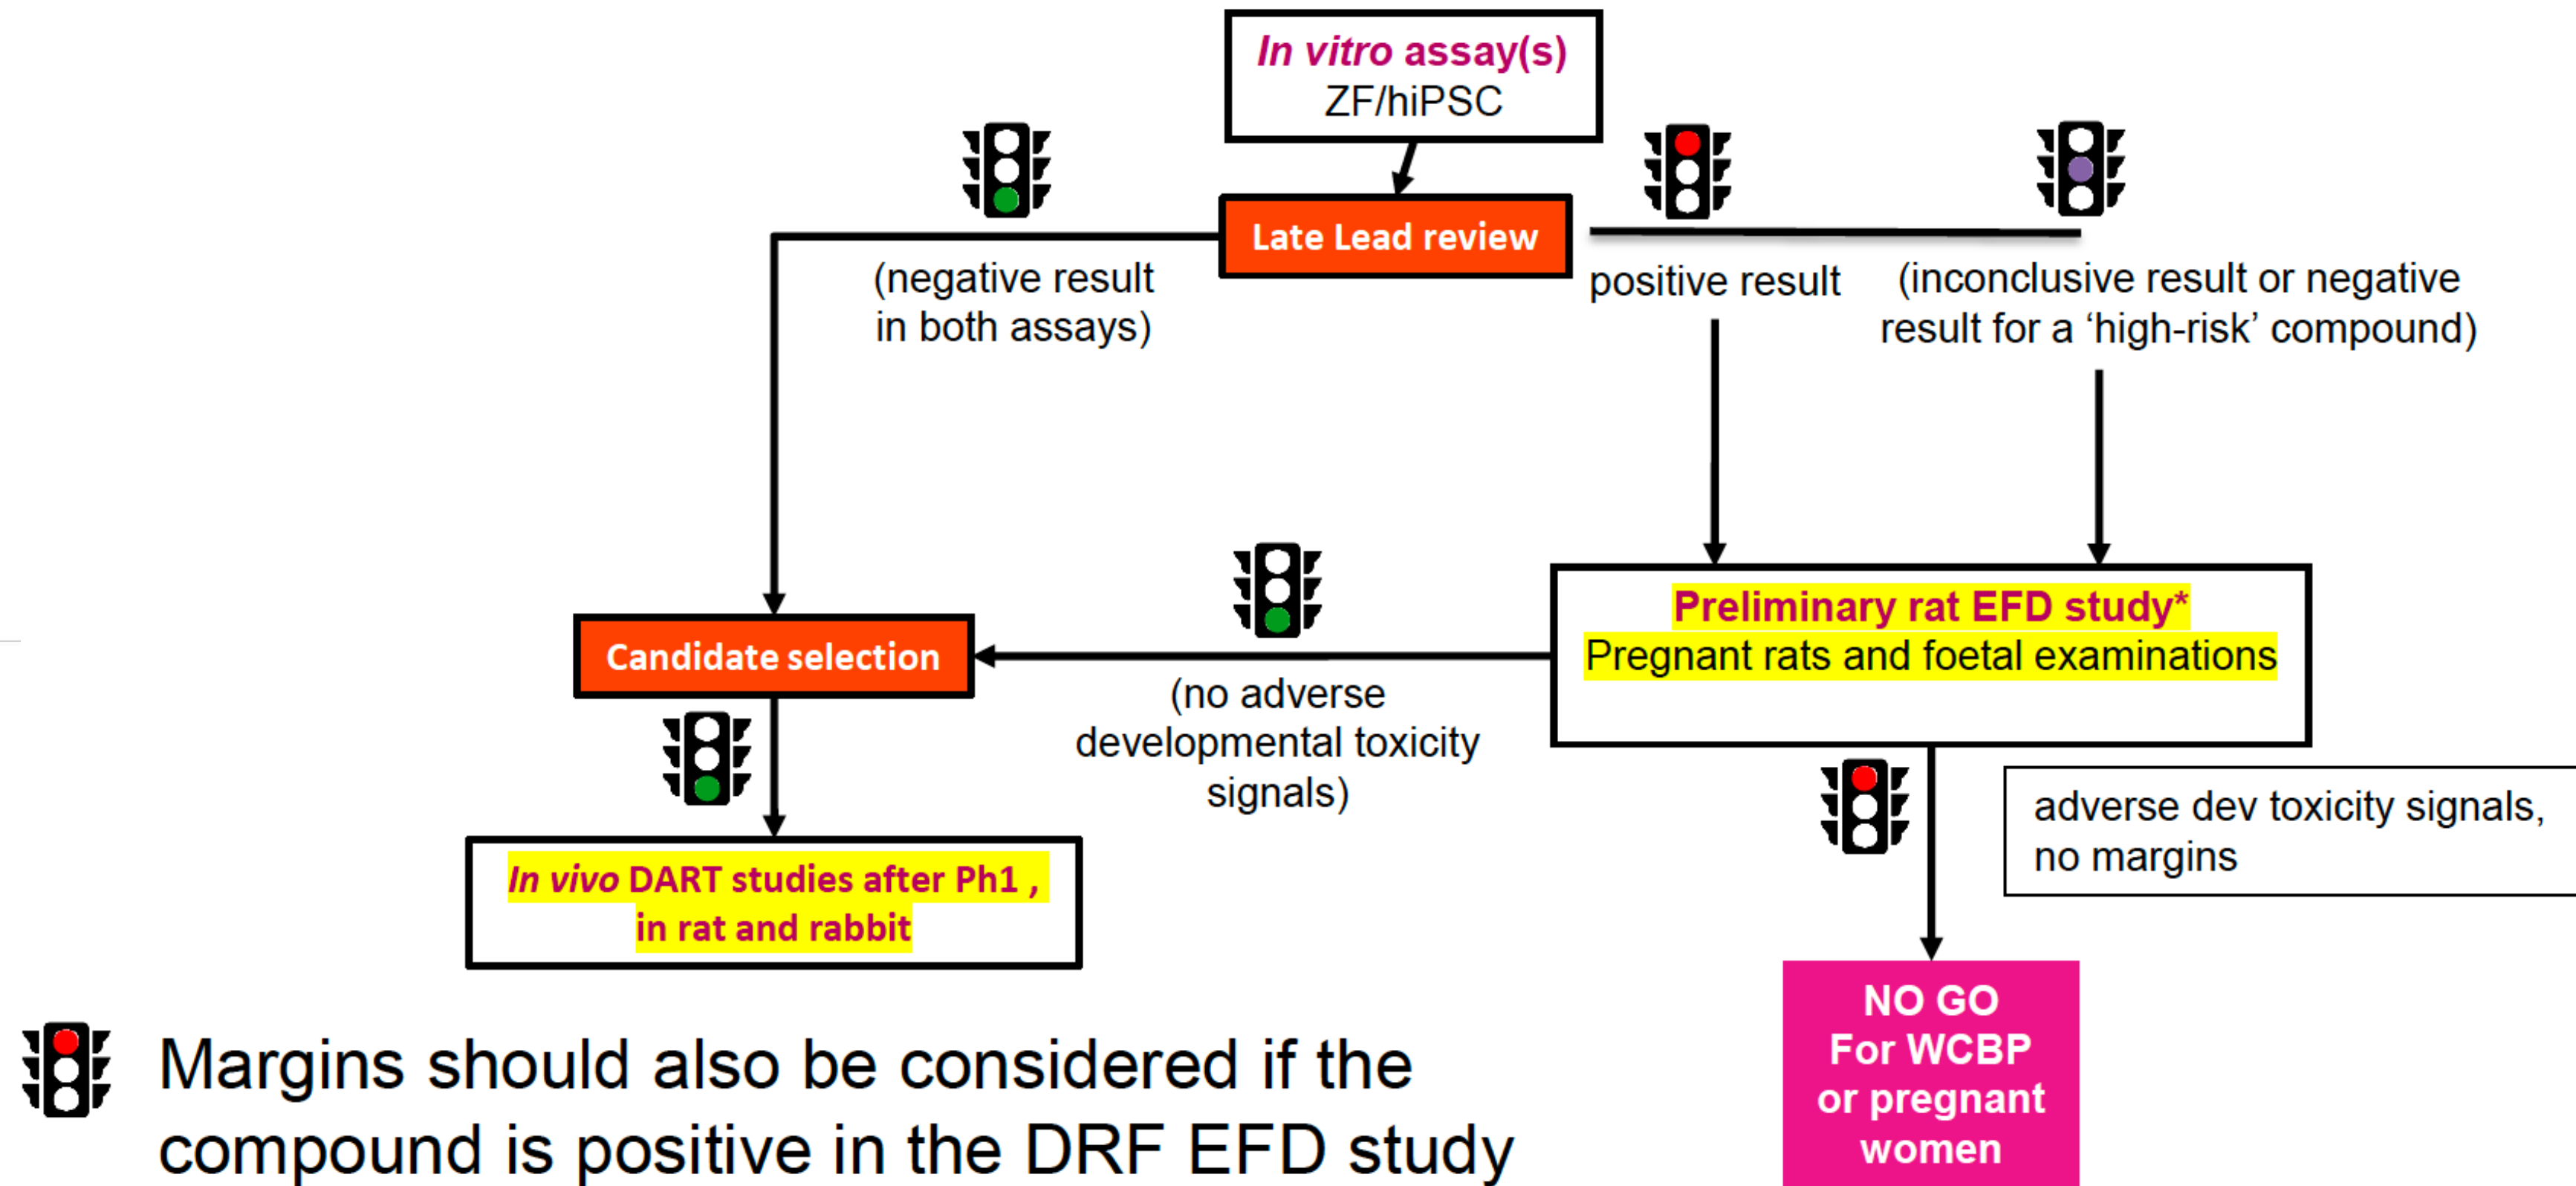 In vitro assay(s)
ZF/hiPSC
Late Lead review
(negative result
in both assays)
positive result
(inconclusive result or negative
result for a ‘high-risk’ compound)
Preliminary rat EFD study*
Pregnant rats and foetal examinations
Candidate selection
(no adverse
developmental toxicity
signals)
adverse dev toxicity signals,
no margins
In vivo DART studies after Ph1 ,
in rat and rabbit
NO GO
For WCBP
or pregnant
women
Margins should also be considered if the
compound is positive in the DRF EFD study